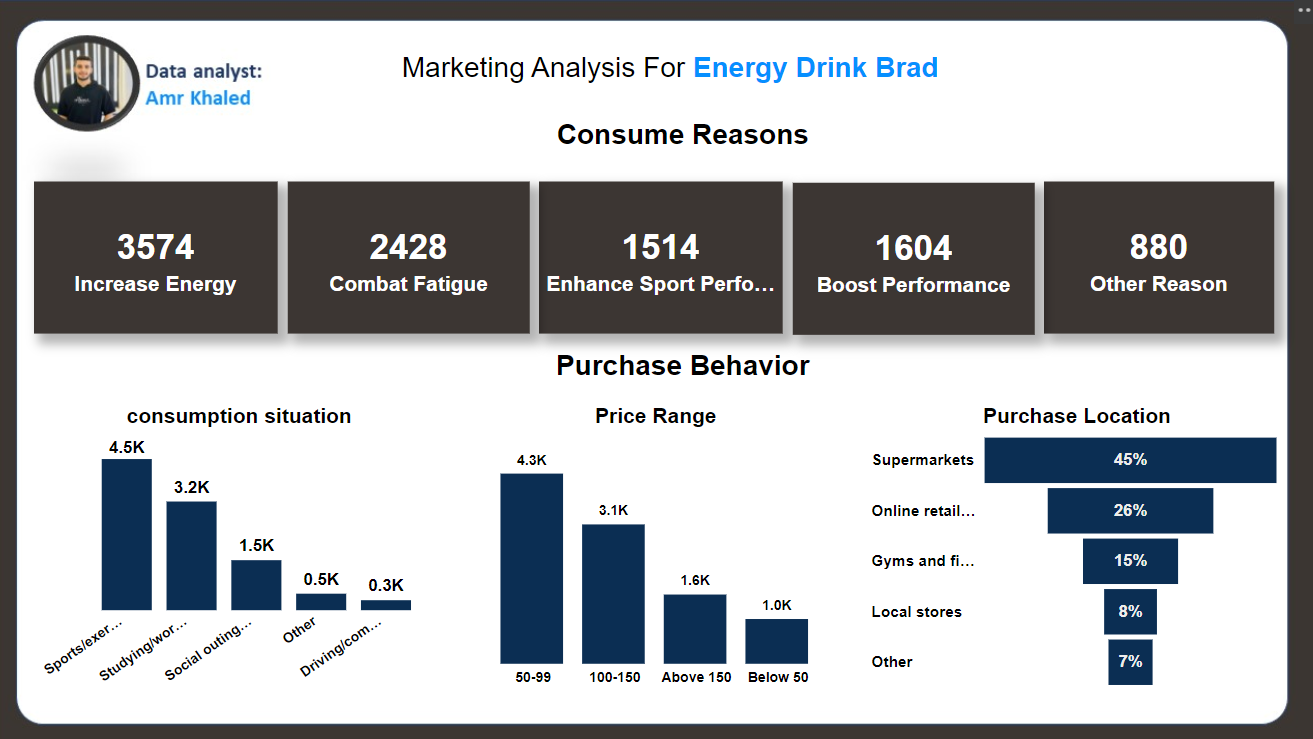 Data analyst:
Amr Khaled
Marketing Analysis For Energy Drink Brad
Consume Reasons
3574
Increase Energy
2428
Combat Fatigue
1514
Enhance Sport Perfo…
1604
Boost Performance
880
Other Reason
Purchase Behavior
consumption situation
4.5K
3.2K
1.5K
0.5K
0.3K
Sports/exer…
Studying/wor…
Social outing…
Other
Driving/com…
Price Range
4.3K
3.1K
1.6K
1.0K
50-99
100-150
Above 150
Below 50
Purchase Location
Supermarkets
45%
Online retail…
26%
Gyms and fi…
15%
Local stores
8%
Other
7%